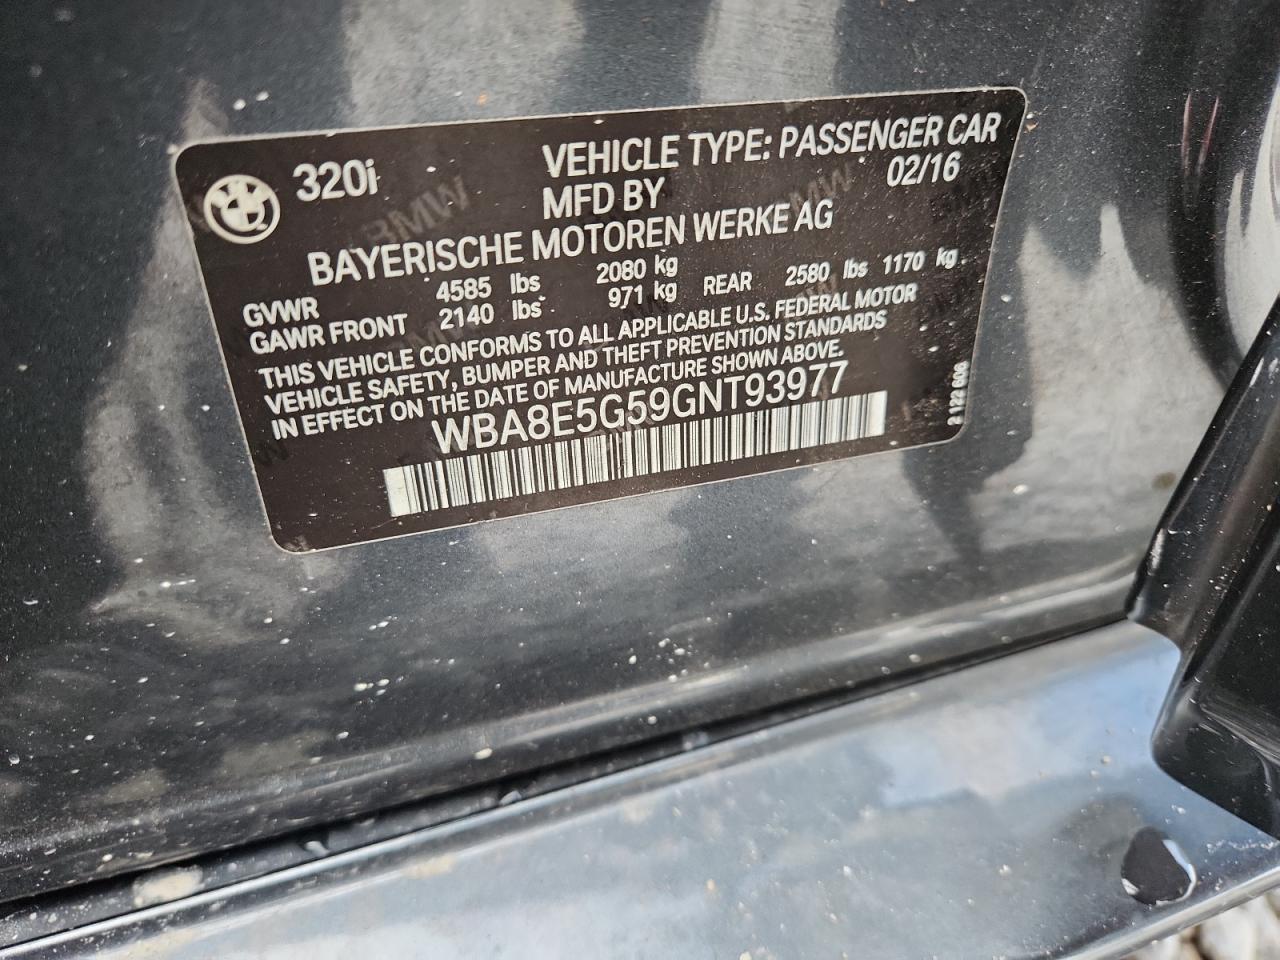 320i VEHICLE TYPE: PASSENGER CAR
MFD BY 02/16
BAYERISCHE MOTOREN WERKE AG
GVWR 4585 lbs 2080 kg
GAWR FRONT 2140 lbs. 971 kg REAR 2580 lbs 1170 kg
THIS VEHICLE CONFORMS TO ALL APPLICABLE U.S. FEDERAL MOTOR
VEHICLE SAFETY, BUMPER AND THEFT PREVENTION STANDARDS
IN EFFECT ON THE DATE OF MANUFACTURE SHOWN ABOVE.
WBA8E5G59GNT93977